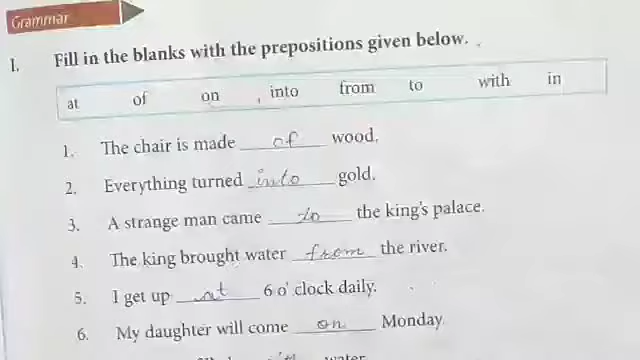 Grammar
I. Fill in the blanks with the prepositions given below.
at of on into from to with in
1. The chair is made of wood.
2. Everything turned into gold.
3. A strange man came to the king's palace.
4. The king brought water from the river.
5. I get up at 6 o' clock daily.
6. My daughter will come on Monday
water